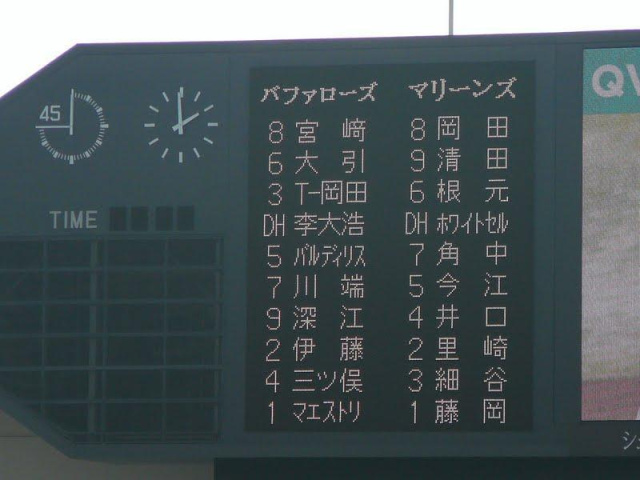 45
TIME
バファローズ マリーンズ
8 宮﨑 8 岡田
6 大引 9 清田
3 T-岡田 6 根元
DH 李大浩 DH ホワイトセル
5 バルディリス 7 角中
7 川端 5 今江
9 深江 4 井口
2 伊藤 2 里崎
4 三ツ俣 3 細谷
1 マエストリ 1 藤岡
QV